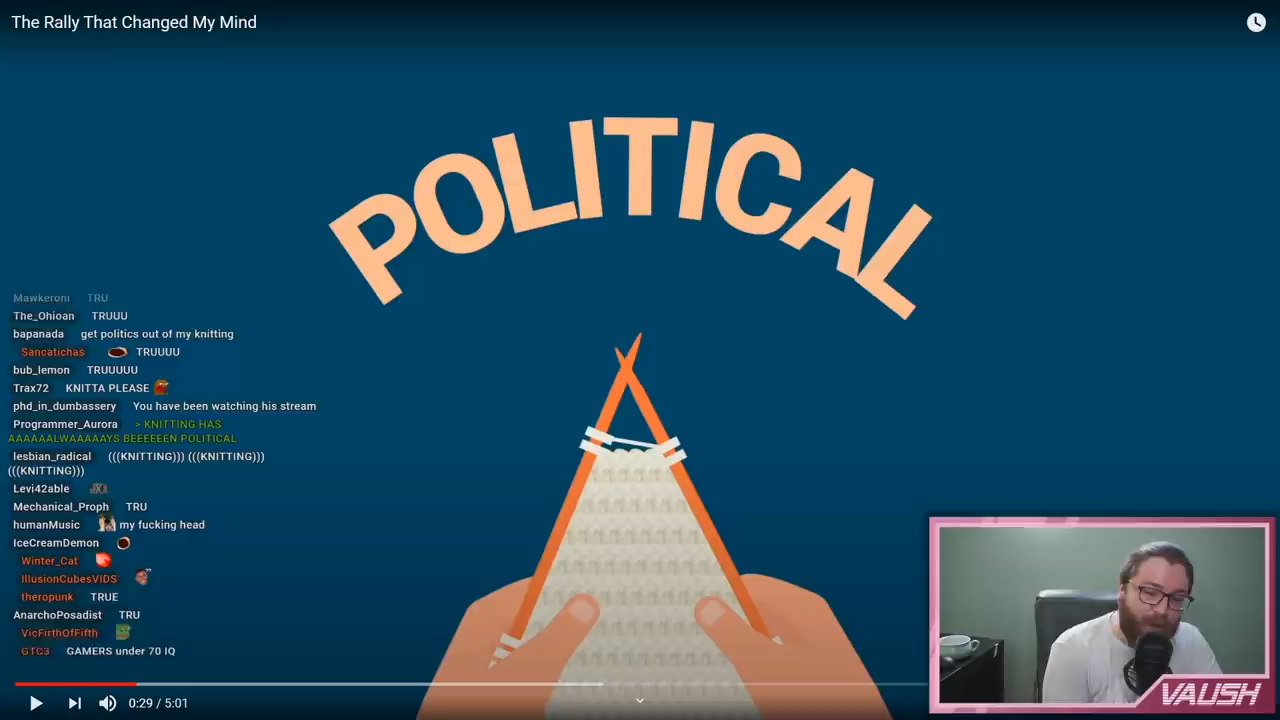 The Rally That Changed My Mind
POLITICAL
Mawkeroni TRU
The_Ohioan TRUUU
bapanada get politics out of my knitting
Sancatichas TRUUUU
bub_lemon TRUUUUU
Trax72 KNITTA PLEASE
phd_in_dumbassery You have been watching his stream
Programmer_Aurora > KNITTING HAS
AAAAAALWAAAAAYS BEEEEEEN POLITICAL
lesbian_radical (((KNITTING))) (((KNITTING)))
(((KNITTING)))
Levi42able
Mechanical_Proph TRU
humanMusic my fucking head
IceCreamDemon
Winter_Cat
IllusionCubesVIDS
theropunk TRUE
AnarchoPosadist TRU
VicFirthOfFifth
GTC3 GAMERS under 70 IQ
0:29 / 5:01
VAUSH